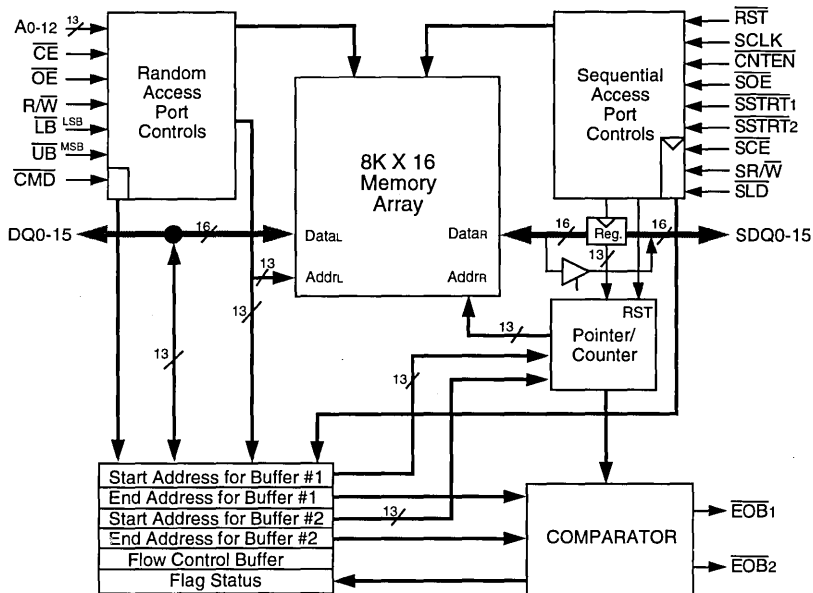 A0-12
13
CE
OE
R/W
LB LSB
UB MSB
CMD
Random
Access
Port
Controls
8K X 16
Memory
Array
Sequential
Access
Port
Controls
RST
SCLK
CNTEN
SOE
SSTRT1
SSTRT2
SCE
SR/W
SLD
DQ0-15
16
DataL
DataR
16
Reg.
16
SDQ0-15
13
AddrL
AddrR
13
13
13
RST
Pointer/
Counter
13
13
13
Start Address for Buffer #1
End Address for Buffer #1
Start Address for Buffer #2
13
End Address for Buffer #2
Flow Control Buffer
Flag Status
COMPARATOR
EOB1
EOB2